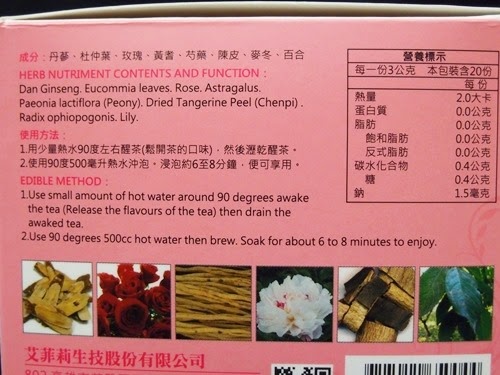 成分：丹蔘、杜仲葉、玫瑰、黃耆、芍藥、陳皮、麥冬、百合
HERB NUTRIMENT CONTENTS AND FUNCTION :
Dan Ginseng. Eucommia leaves. Rose. Astragalus.
Paeonia lactiflora (Peony). Dried Tangerine Peel (Chenpi) .
Radix ophiopogonis. Lily.
使用方法：
1.用少量熱水90度左右醒茶(鬆開茶的口味)，然後瀝乾醒茶。
2.使用90度500毫升熱水沖泡。浸泡約6至8分鐘，便可享用。
EDIBLE METHOD :
1.Use small amount of hot water around 90 degrees awake
the tea (Release the flavours of the tea) then drain the
awaked tea.
2.Use 90 degrees 500cc hot water then brew. Soak for about 6 to 8 minutes to enjoy.
營養標示
每一份3公克 本包裝含20份
每 份
熱量 2.0大卡
蛋白質 0.0公克
脂肪 0.0公克
飽和脂肪 0.0公克
反式脂肪 0.0公克
碳水化合物 0.4公克
糖 0.4公克
鈉 1.5毫克
艾菲莉生技股份有限公司